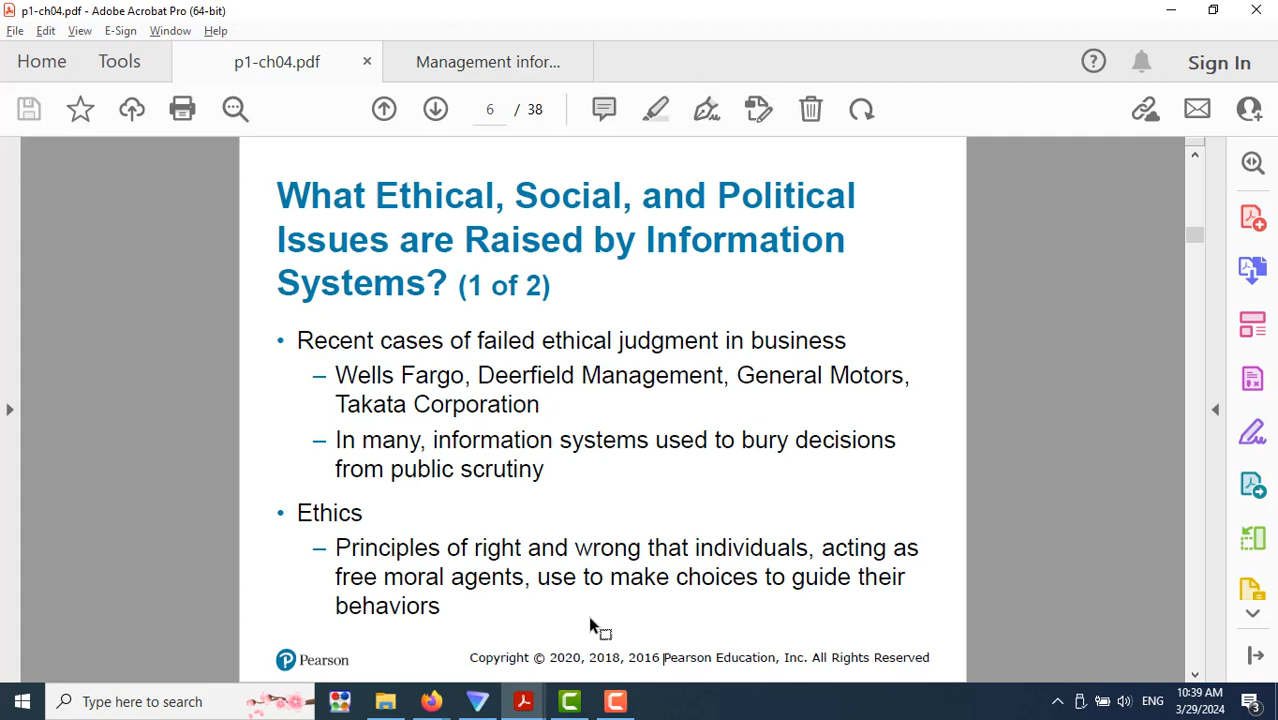 p1-ch04.pdf - Adobe Acrobat Pro (64-bit)
File Edit View E-Sign Window Help
Home Tools p1-ch04.pdf × Management infor... Sign In
6 / 38
What Ethical, Social, and Political
Issues are Raised by Information
Systems? (1 of 2)
• Recent cases of failed ethical judgment in business
– Wells Fargo, Deerfield Management, General Motors,
Takata Corporation
– In many, information systems used to bury decisions
from public scrutiny
• Ethics
– Principles of right and wrong that individuals, acting as
free moral agents, use to make choices to guide their
behaviors
Pearson Copyright © 2020, 2018, 2016 Pearson Education, Inc. All Rights Reserved
Type here to search
ENG
10:39 AM
3/29/2024
3